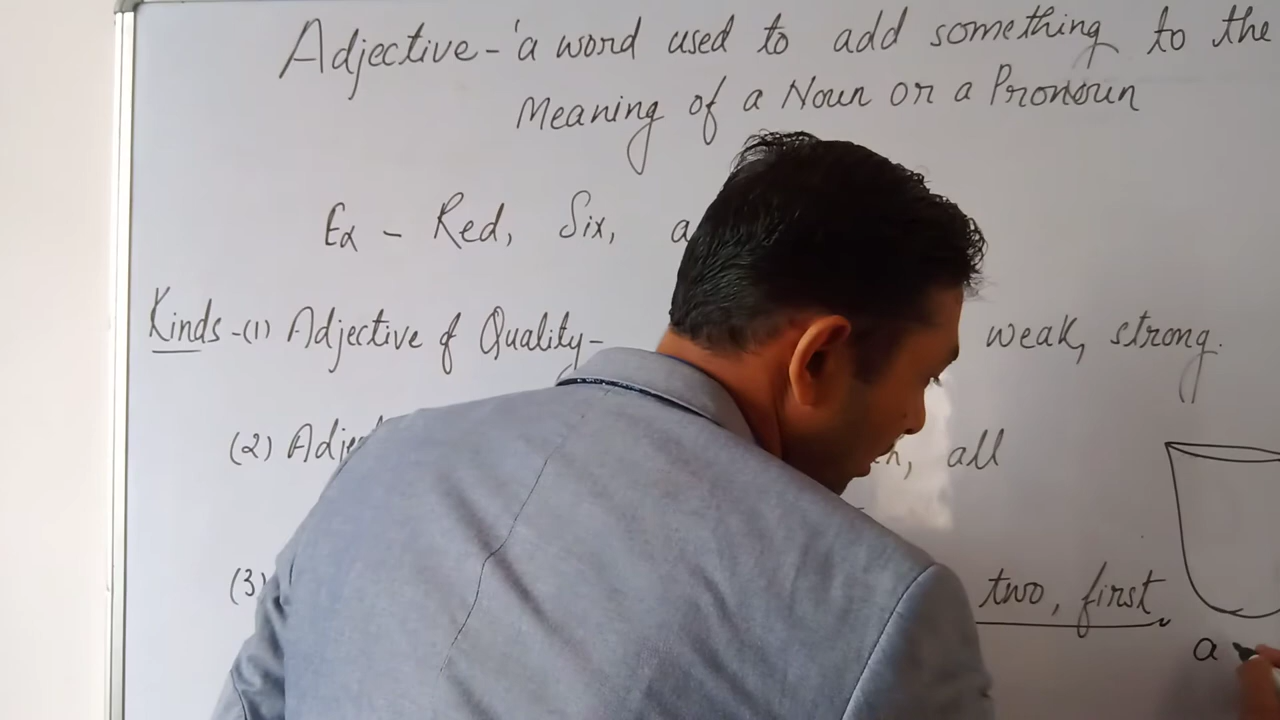 Adjective - 'a word used to add something to the
Meaning of a Noun or a Pronoun
Ex - Red, Six, a
Kinds - (1) Adjective of Quality - weak, strong.
(2) all
(3) two, first
a